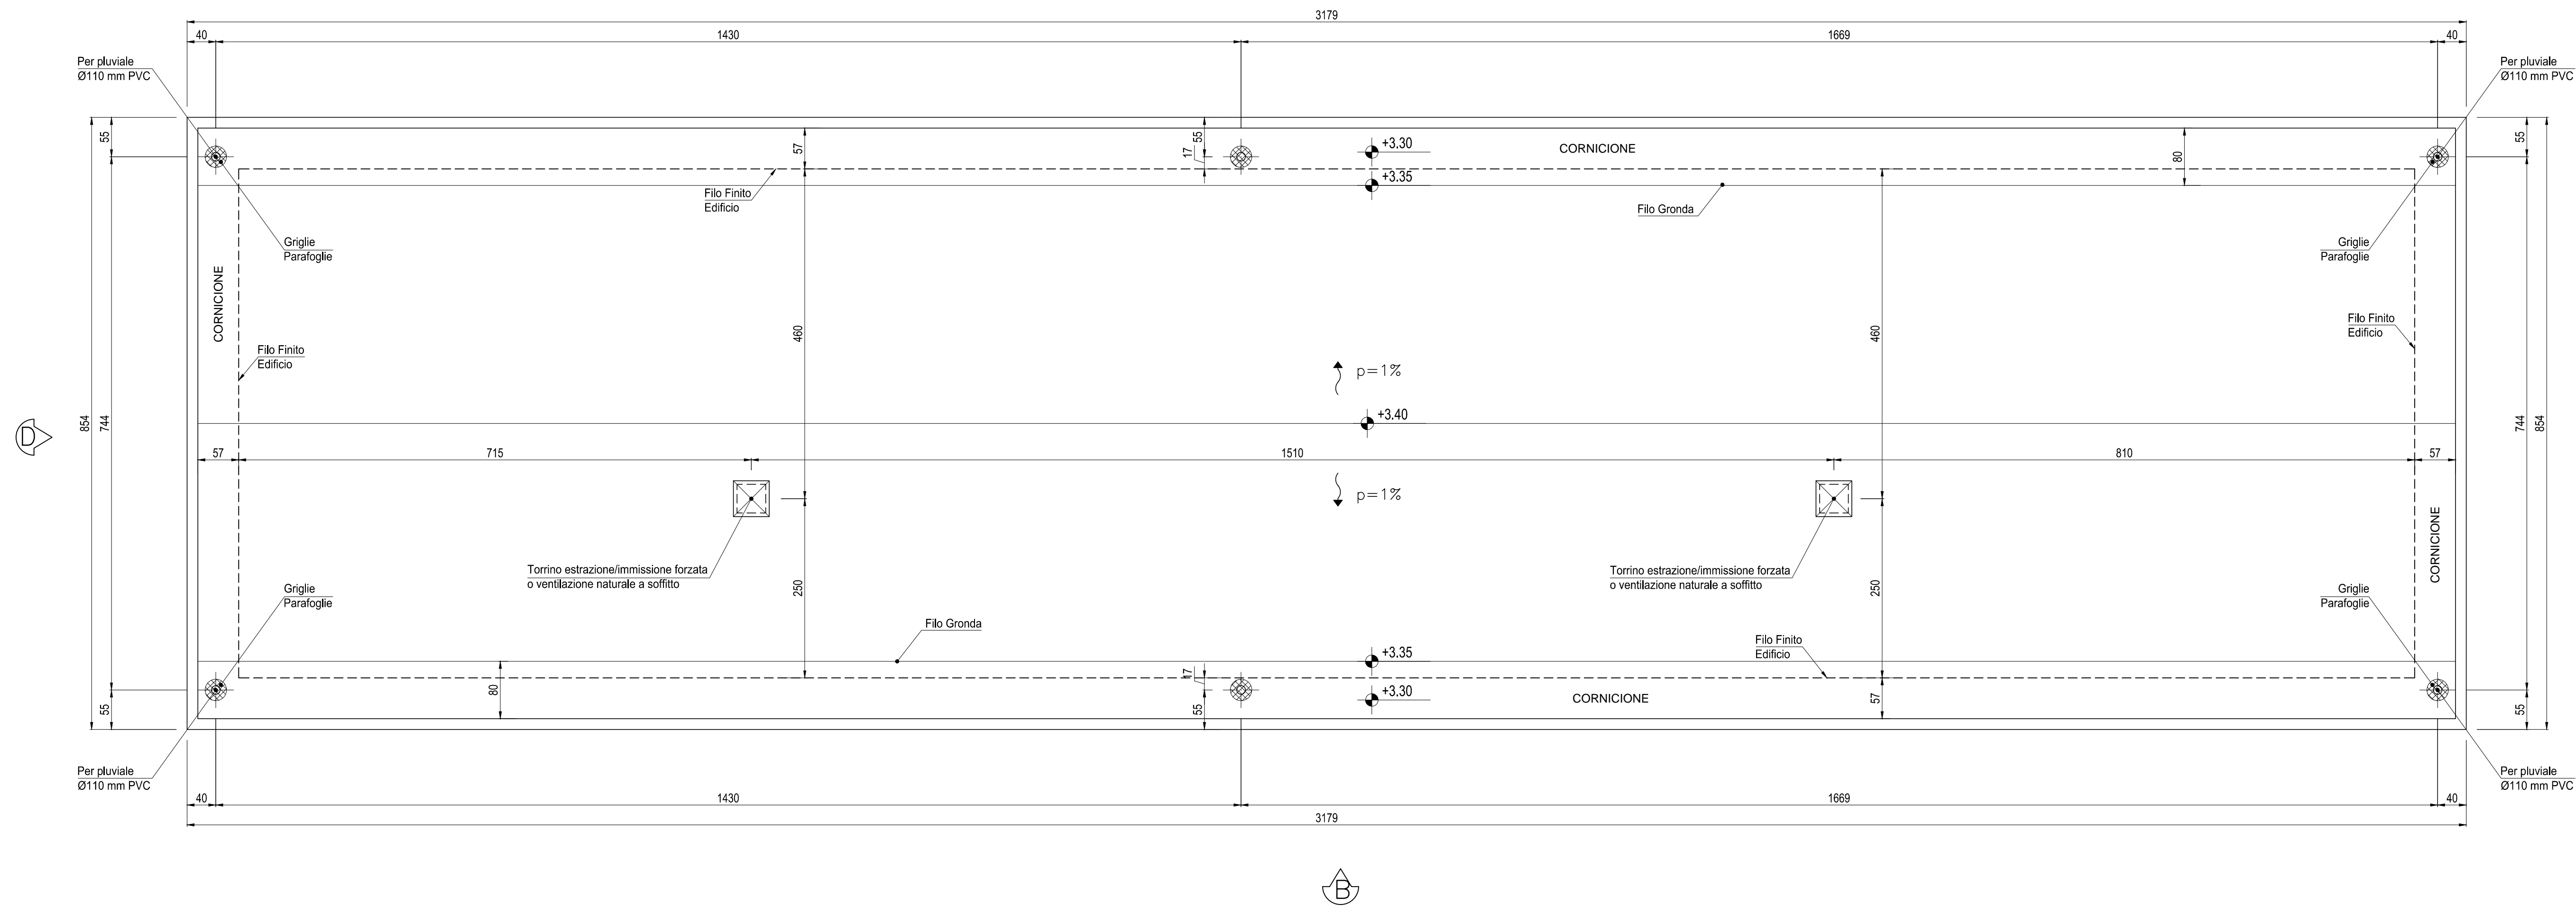 3179
40
1430
1669
40
Per pluviale
Ø110 mm PVC
Per pluviale
Ø110 mm PVC
55
55
17
57
+3.30
CORNICIONE
80
55
+3.35
Filo Finito
Edificio
Filo Gronda
Griglie
Parafoglie
Griglie
Parafoglie
CORNICIONE
Filo Finito
Edificio
460
460
Filo Finito
Edificio
p=1%
854
744
+3.40
744
854
D
57
715
1510
810
57
p=1%
CORNICIONE
Torrino estrazione/immissione forzata
o ventilazione naturale a soffitto
250
Torrino estrazione/immissione forzata
o ventilazione naturale a soffitto
250
Griglie
Parafoglie
Griglie
Parafoglie
Filo Gronda
Filo Finito
Edificio
+3.35
17
80
+3.30
CORNICIONE
57
55
55
55
Per pluviale
Ø110 mm PVC
Per pluviale
Ø110 mm PVC
40
1430
1669
40
3179
B